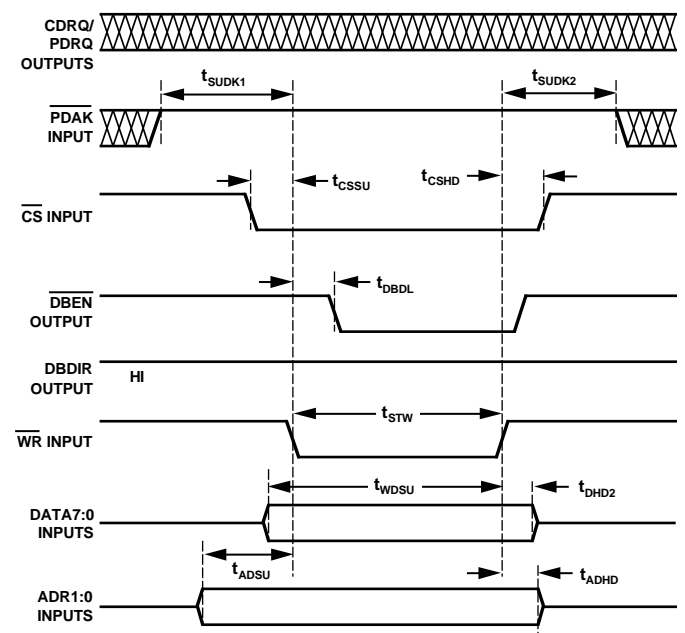 CDRQ/
PDRQ
OUTPUTS
tSUDK1
tSUDK2
PDAK
INPUT
tCSSU
tCSHD
CS INPUT
tDBDL
DBEN
OUTPUT
DBDIR
OUTPUT
HI
tSTW
WR INPUT
tWDSU
tDHD2
DATA7:0
INPUTS
tADSU
tADHD
ADR1:0
INPUTS